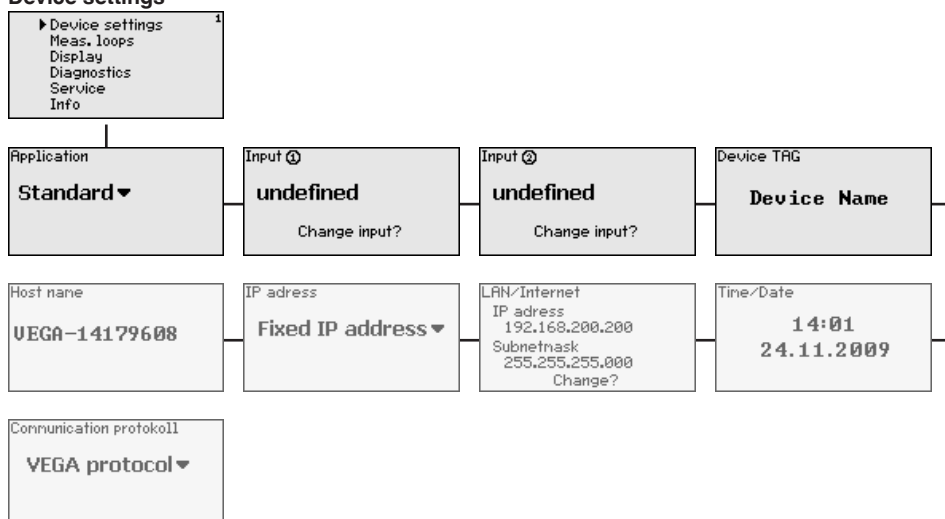 Device settings
Device settings 1
Meas. loops
Display
Diagnostics
Service
Info
Application
Standard▼
Input ①
undefined
Change input?
Input ②
undefined
Change input?
Device TAG
Device Name
Host name
VEGA-14179608
IP adress
Fixed IP address▼
LAN/Internet
IP adress
192.168.200.200
Subnetmask
255.255.255.000
Change?
Time/Date
14:01
24.11.2009
Communication protokoll
VEGA protocol▼